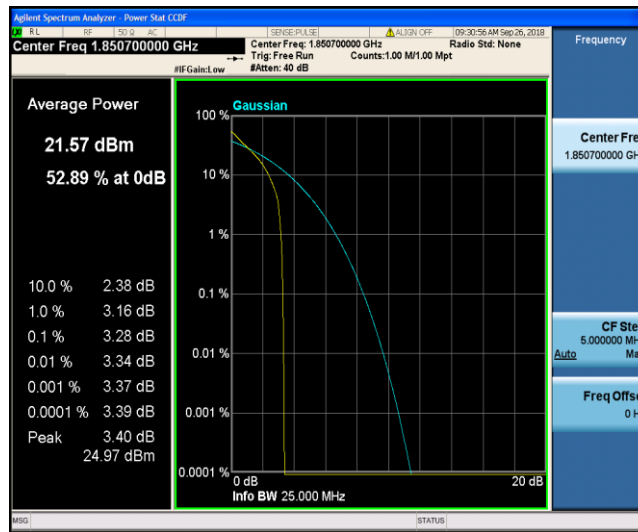 Agilent Spectrum Analyzer - Power Stat CCDF
RL RF 50 Ω AC SENSE:PULSE ALIGN OFF 09:30:56 AM Sep 26, 2018
Center Freq 1.850700000 GHz
Center Freq: 1.850700000 GHz Radio Std: None
Trig: Free Run Counts:1.00 M/1.00 Mpt
#IFGain:Low #Atten: 40 dB
Frequency
Average Power
21.57 dBm
52.89 % at 0dB
10.0 % 2.38 dB
1.0 % 3.16 dB
0.1 % 3.28 dB
0.01 % 3.34 dB
0.001 % 3.37 dB
0.0001 % 3.39 dB
Peak 3.40 dB
24.97 dBm
Gaussian
100 %
10 %
1 %
0.1 %
0.01 %
0.001 %
0.0001 %
0 dB 20 dB
Info BW 25.000 MHz
Center Fre
1.850700000 GH
CF Ste
5.000000 MH
Auto Ma
Freq Offs
0 H
MSG STATUS